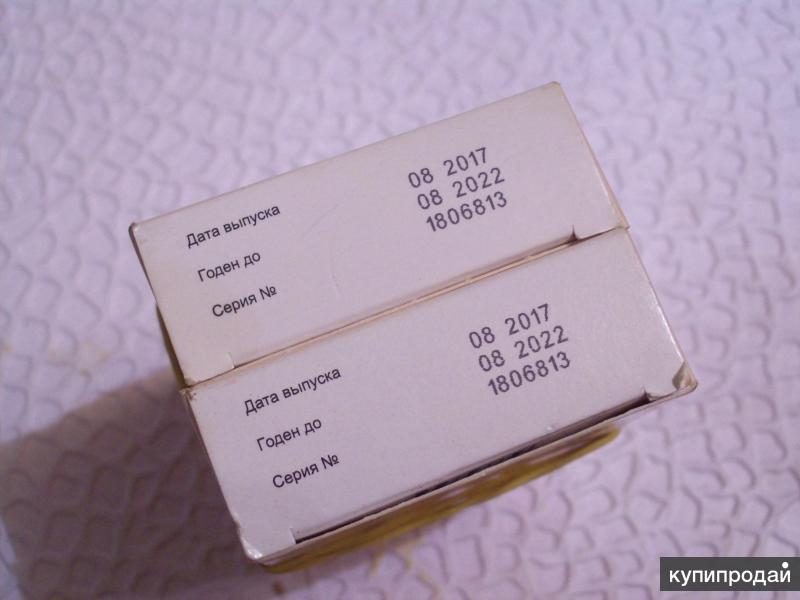 Дата выпуска 08 2017
Годен до 08 2022
Серия № 1806813
Дата выпуска 08 2017
Годен до 08 2022
Серия № 1806813
купипродай